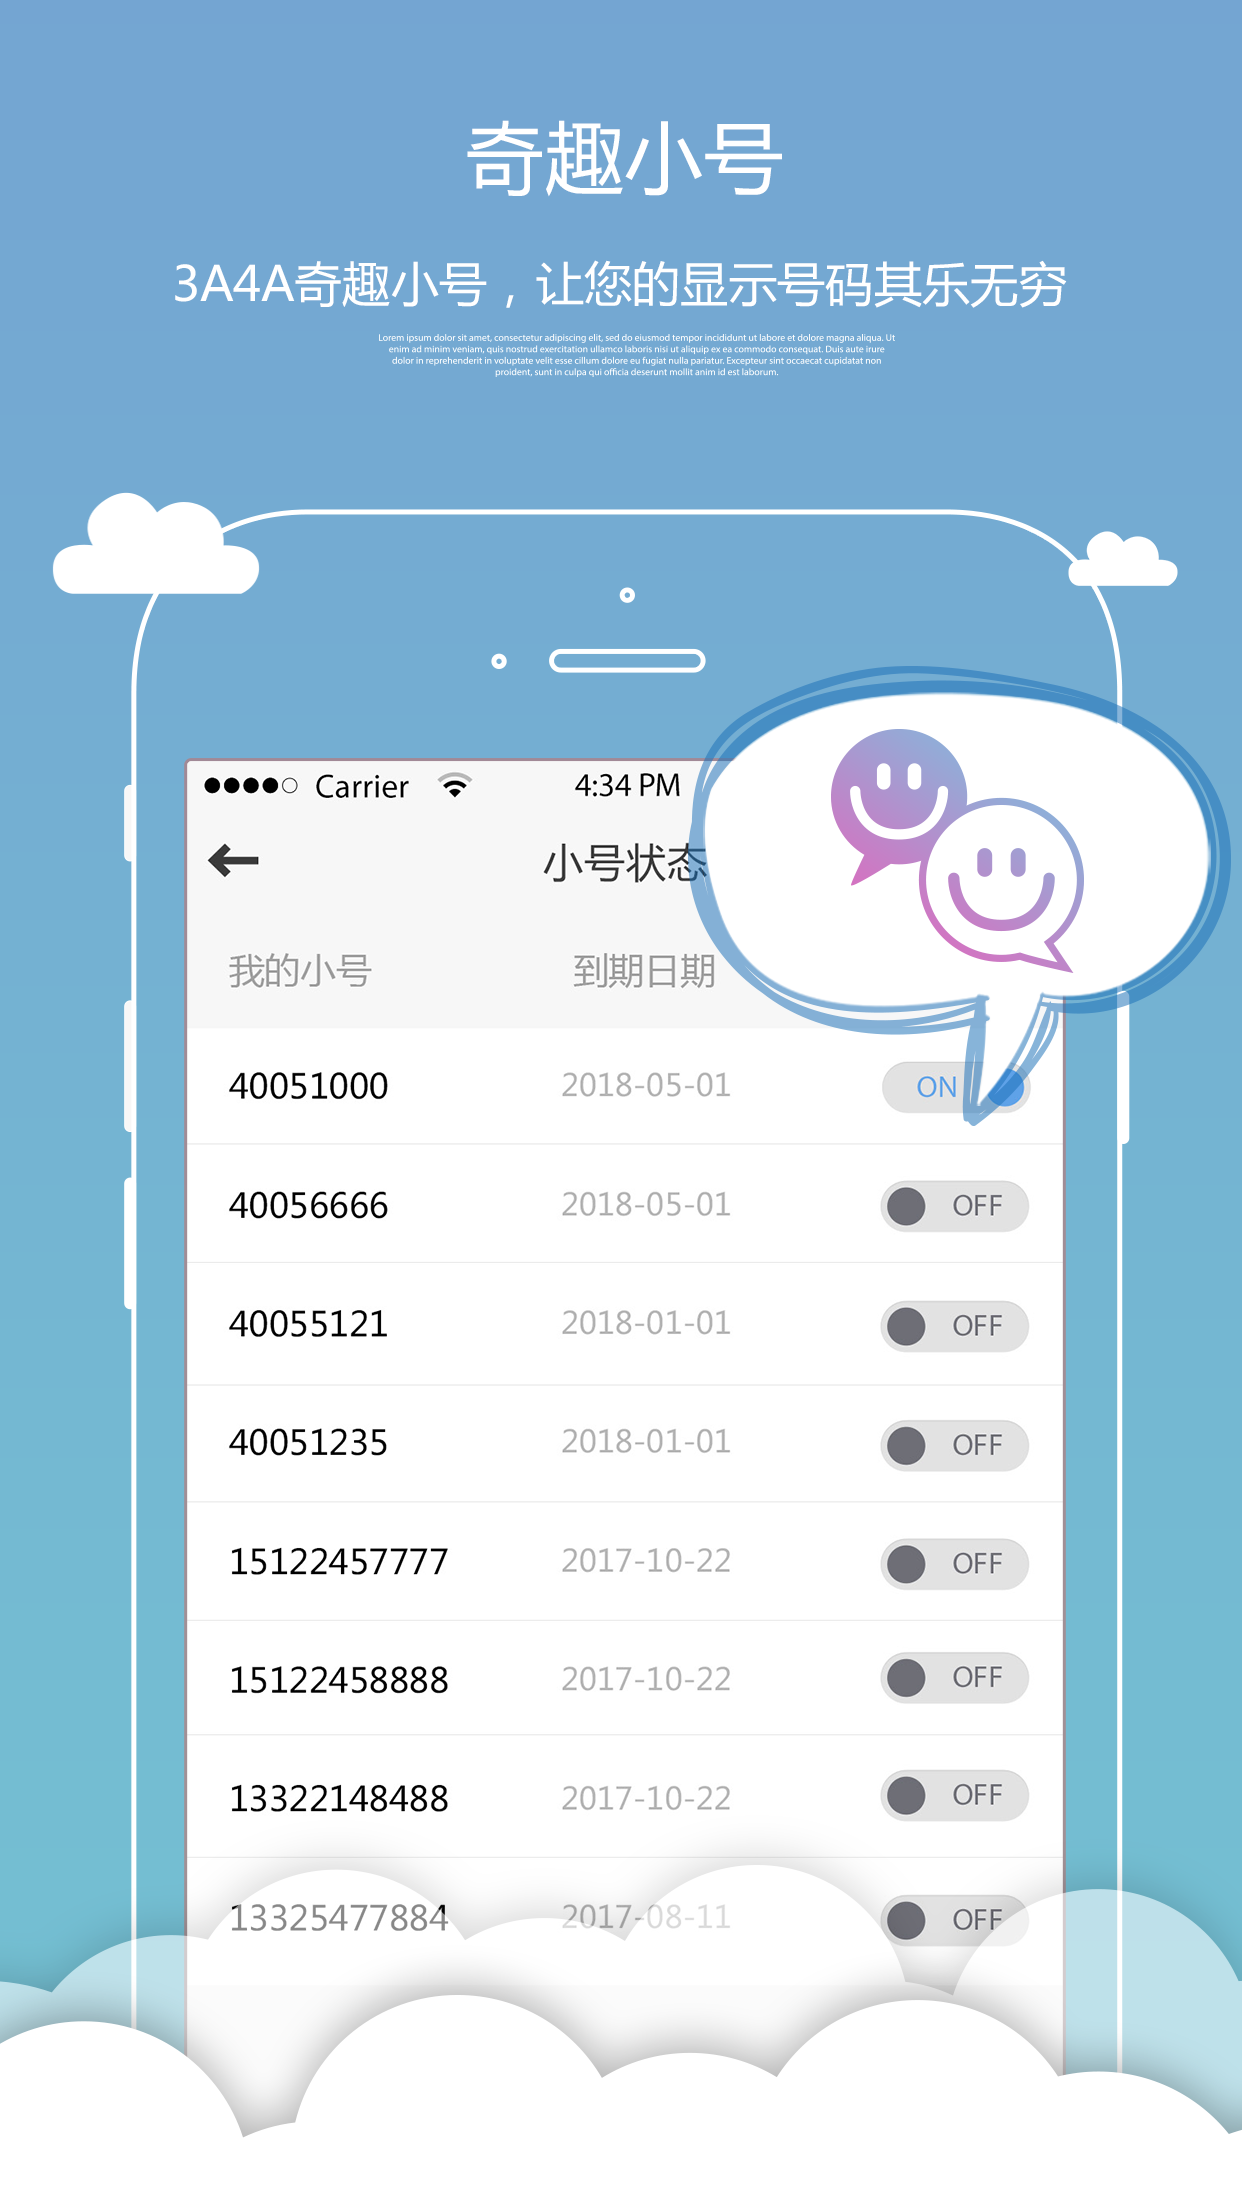 奇趣小号
3A4A奇趣小号，让您的显示号码其乐无穷
Lorem ipsum dolor sit amet, consectetur adipiscing elit, sed do eiusmod tempor incididunt ut labore et dolore magna aliqua. Ut
enim ad minim veniam, quis nostrud exercitation ullamco laboris nisi ut aliquip ex ea commodo consequat. Duis aute irure
dolor in reprehenderit in voluptate velit esse cillum dolore eu fugiat nulla pariatur. Excepteur sint occaecat cupidatat non
proident, sunt in culpa qui officia deserunt mollit anim id est laborum.
Carrier 4:34 PM
小号状态
我的小号 到期日期
40051000 2018-05-01 ON
40056666 2018-05-01 OFF
40055121 2018-01-01 OFF
40051235 2018-01-01 OFF
15122457777 2017-10-22 OFF
15122458888 2017-10-22 OFF
13322148488 2017-10-22 OFF
13325477884 2017-08-11 OFF